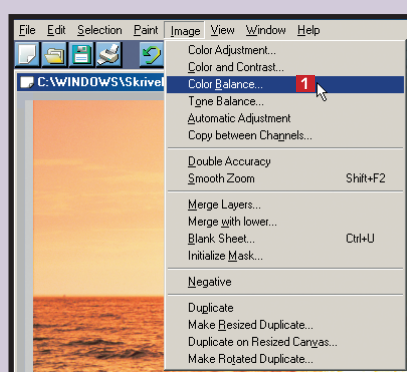 File Edit Selection Paint Image View Window Help
Color Adjustment...
Color and Contrast...
C:\WINDOWS\Skrivel
Color Balance... 1
Tone Balance...
Automatic Adjustment
Copy between Channels...
Double Accuracy
Smooth Zoom Shift+F2
Merge Layers...
Merge with lower...
Blank Sheet... Ctrl+U
Initialize Mask...
Negative
Duplicate
Make Resized Duplicate...
Duplicate on Resized Canvas...
Make Rotated Duplicate...